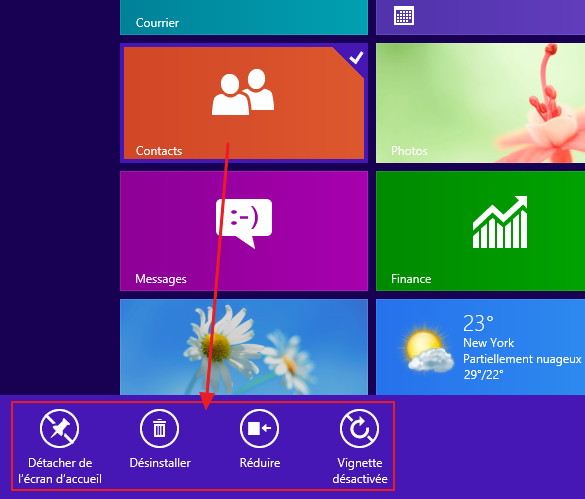 Courrier
Contacts
Photos
:-)
Messages
Finance
23°
New York
Partiellement nuageux
29°/22°
Détacher de
l'écran d'accueil
Désinstaller
Réduire
Vignette
désactivée